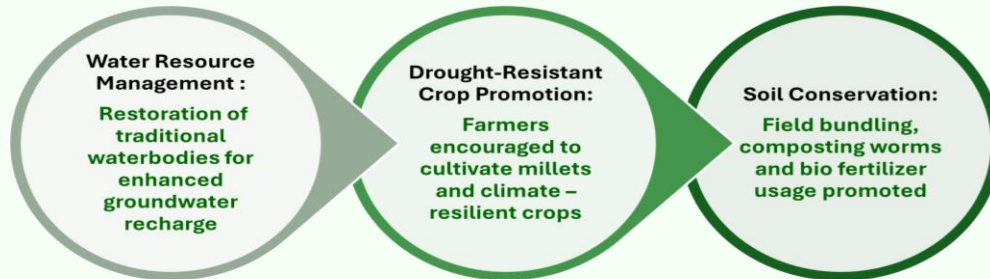 Water Resource
Management :
Restoration of
traditional
waterbodies for
enhanced
groundwater
recharge
Drought-Resistant
Crop Promotion:
Farmers
encouraged to
cultivate millets
and climate –
resilient crops
Soil Conservation:
Field bundling,
composting worms
and bio fertilizer
usage promoted